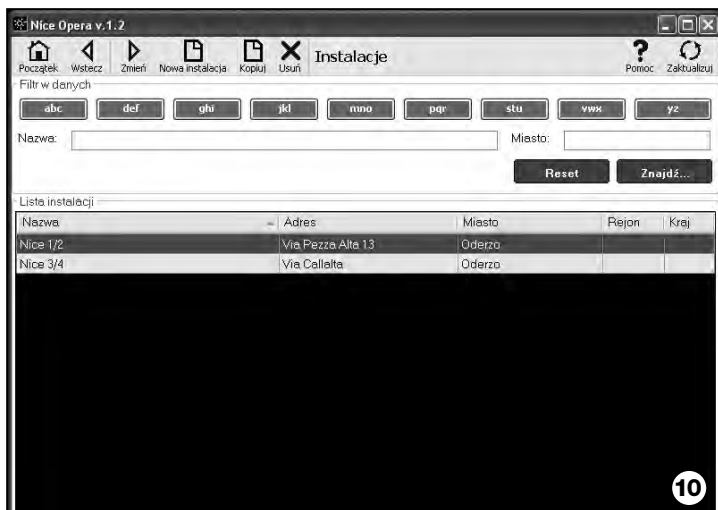 Nice Opera v.1.2
Początek Wstecz Zmień Nowa instalacja Kopiuj Usuń Instalacje Pomoc Zaktualizuj
Filtr w danych
abc def ghi jkl mno pqr stu vwx yz
Nazwa: Miasto:
Reset Znajdź...
Lista instalacji
Nazwa Adres Miasto Rejon Kraj
Nice 1/2 Via Pezza Alta 13 Oderzo
Nice 3/4 Via Callalta Oderzo
10